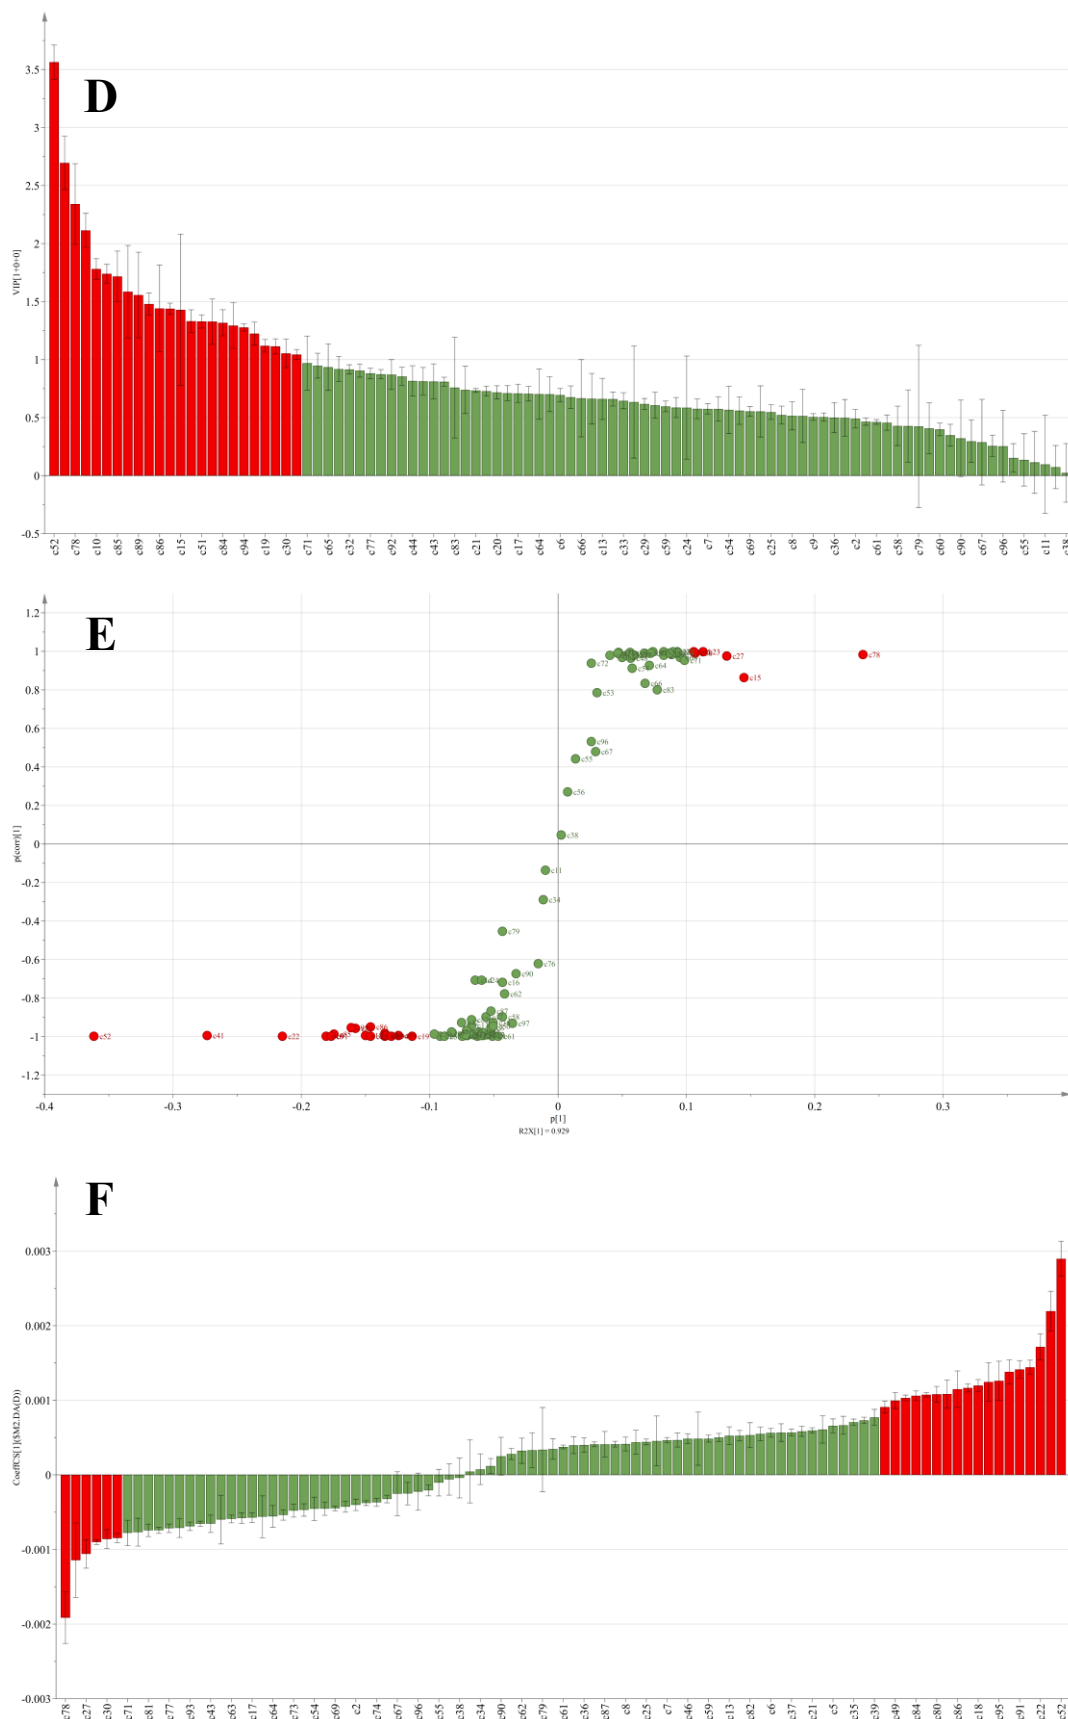 D
3.5
3
2.5
2
1.5
1
0.5
0
-0.5
VIP[1+0+0]
c52 c78 c10 c85 c89 c86 c15 c51 c84 c94 c19 c30 c71 c65 c32 c77 c92 c44 c43 c83 c21 c20 c17 c64 c6 c66 c13 c33 c29 c59 c24 c7 c54 c69 c25 c8 c9 c36 c2 c61 c58 c79 c60 c90 c67 c96 c55 c11 c38
E
1.2
1
0.8
0.6
0.4
0.2
0
-0.2
-0.4
-0.6
-0.8
-1
-1.2
p(corr)[1]
c23 c27 c78
c71
c72 c64
c15
c66
c53 c83
c96
c67
c55
c56
c38
c11
c34
c79
c76
c90
c16
c62
c97
c86
c52 c41 c22 c19 c61
-0.4 -0.3 -0.2 -0.1 0 0.1 0.2 0.3
p[1]
R2X[1] = 0.929
F
0.003
0.002
0.001
0
-0.001
-0.002
-0.003
CoeffCS[1]($M2.DA(D))
c78 c27 c30 c71 c81 c77 c93 c43 c63 c17 c64 c73 c54 c69 c2 c74 c67 c96 c55 c38 c34 c90 c62 c79 c61 c36 c87 c8 c25 c7 c46 c59 c13 c82 c6 c37 c21 c5 c35 c39 c49 c84 c80 c86 c18 c95 c91 c22 c52